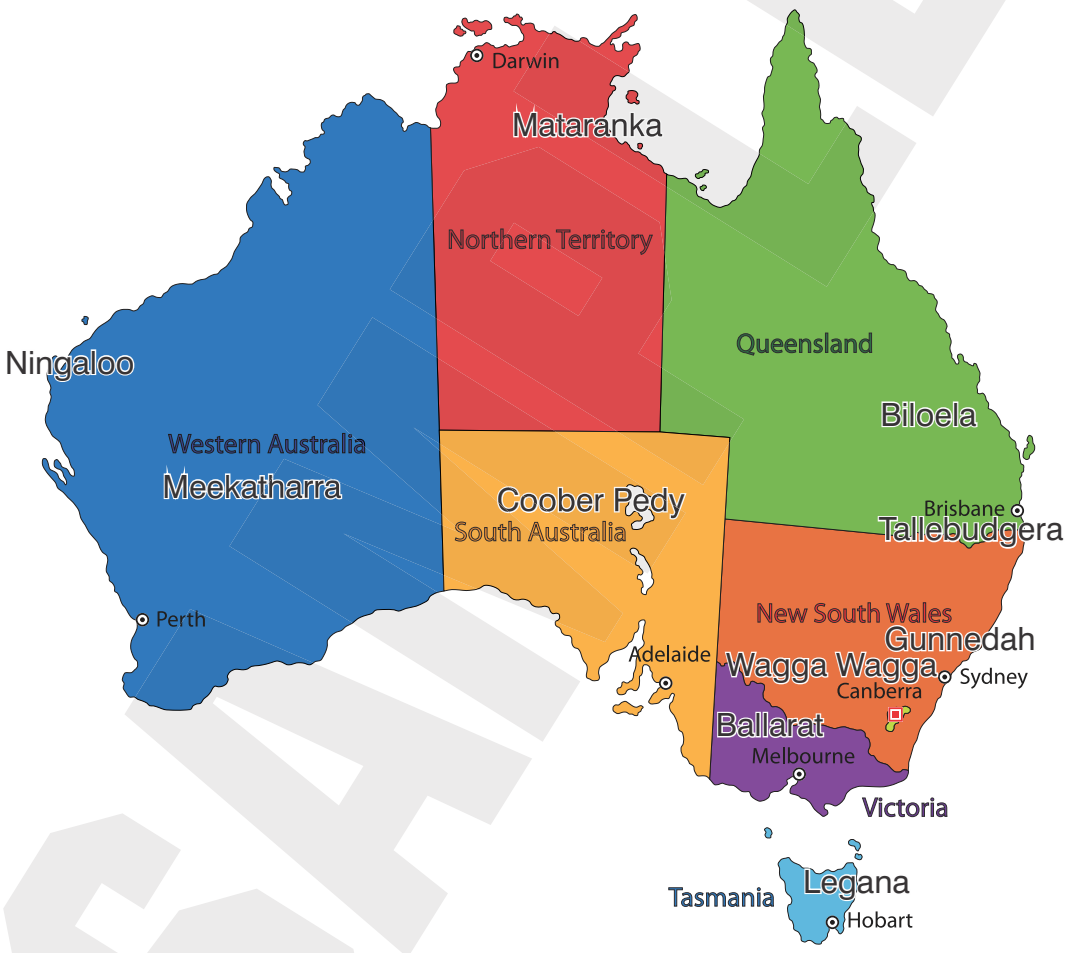 Darwin
Mataranka
Northern Territory
Queensland
Ningaloo
Biloela
Western Australia
Meekatharra
Coober Pedy
Brisbane
South Australia
Tallebudgera
New South Wales
Perth
Gunnedah
Adelaide
Wagga Wagga
Sydney
Canberra
Ballarat
Melbourne
Victoria
Legana
Tasmania
Hobart